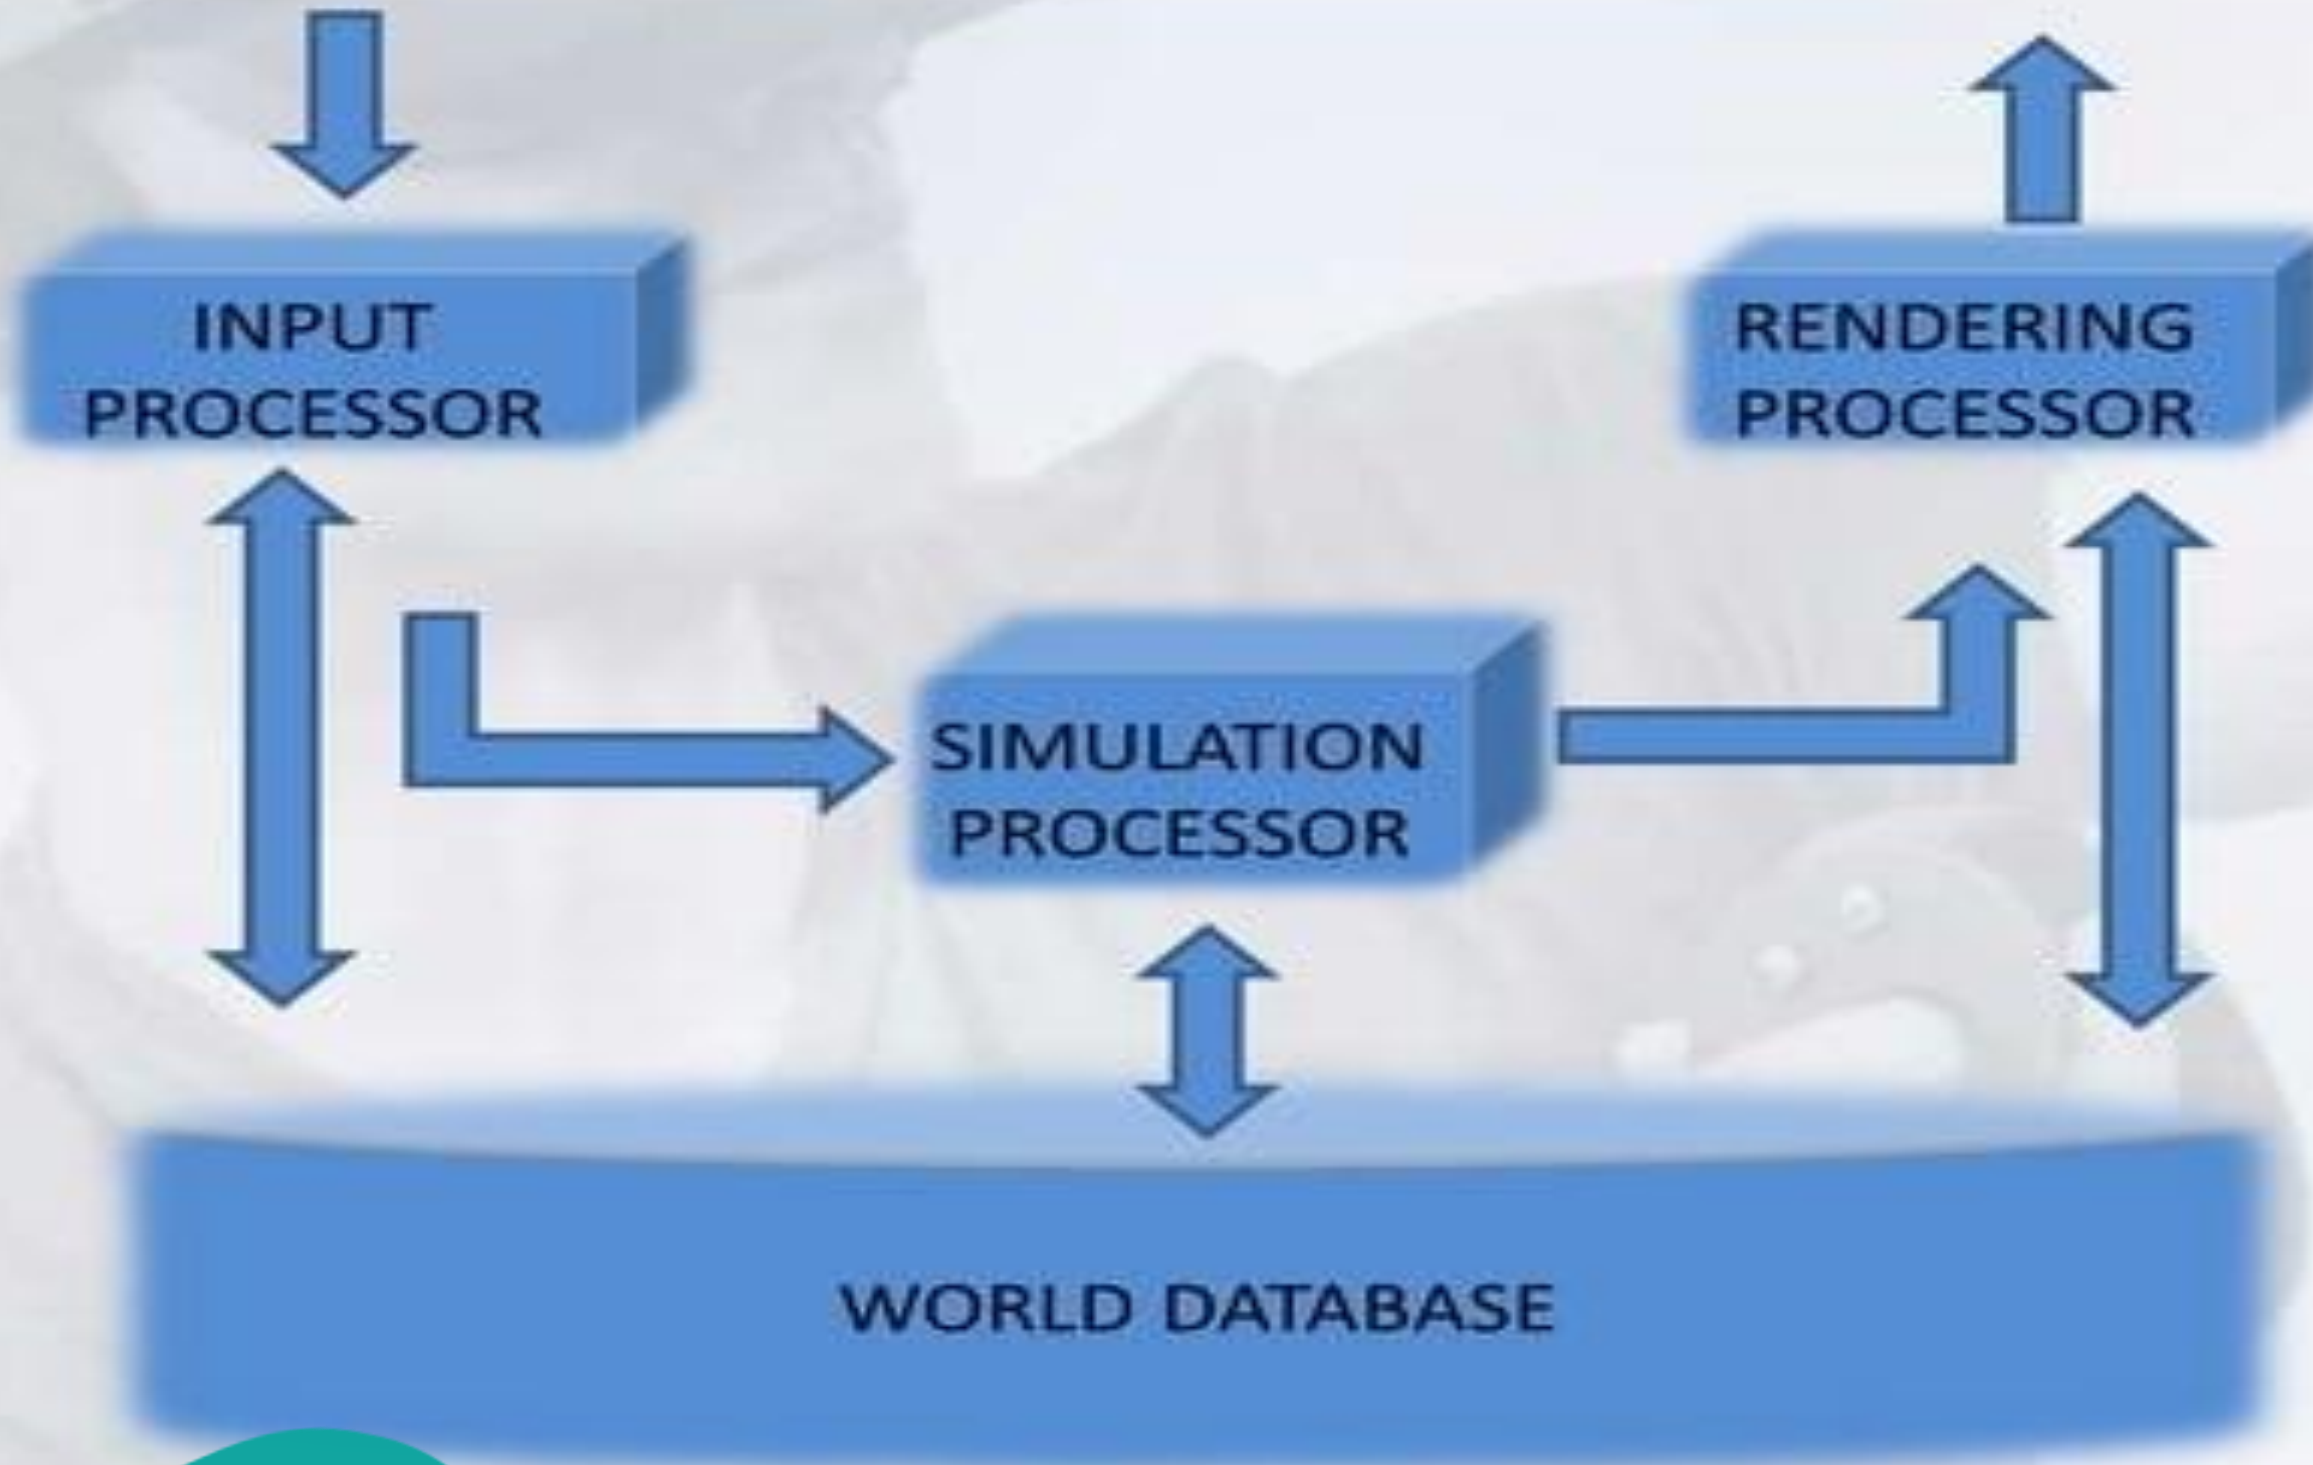 INPUT
PROCESSOR
RENDERING
PROCESSOR
SIMULATION
PROCESSOR
WORLD DATABASE